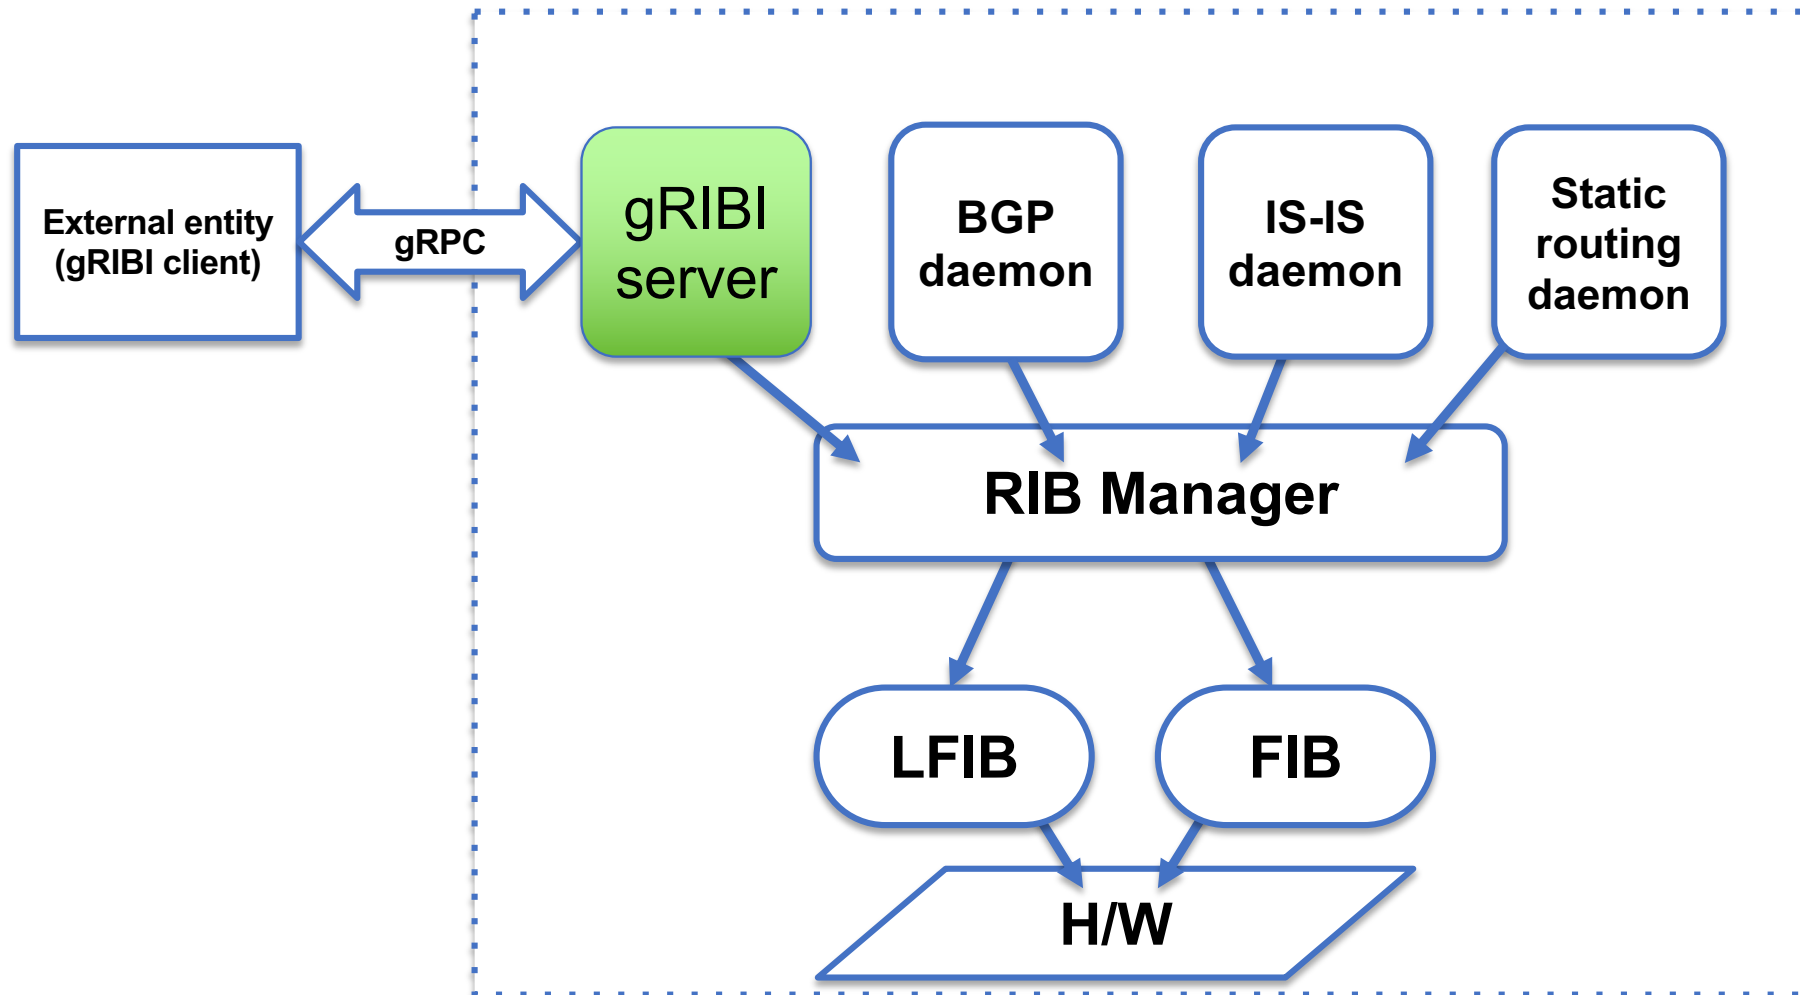 External entity
(gRIBI client)
gRPC
gRIBI
server
BGP
daemon
IS-IS
daemon
Static
routing
daemon
RIB Manager
LFIB
FIB
H/W